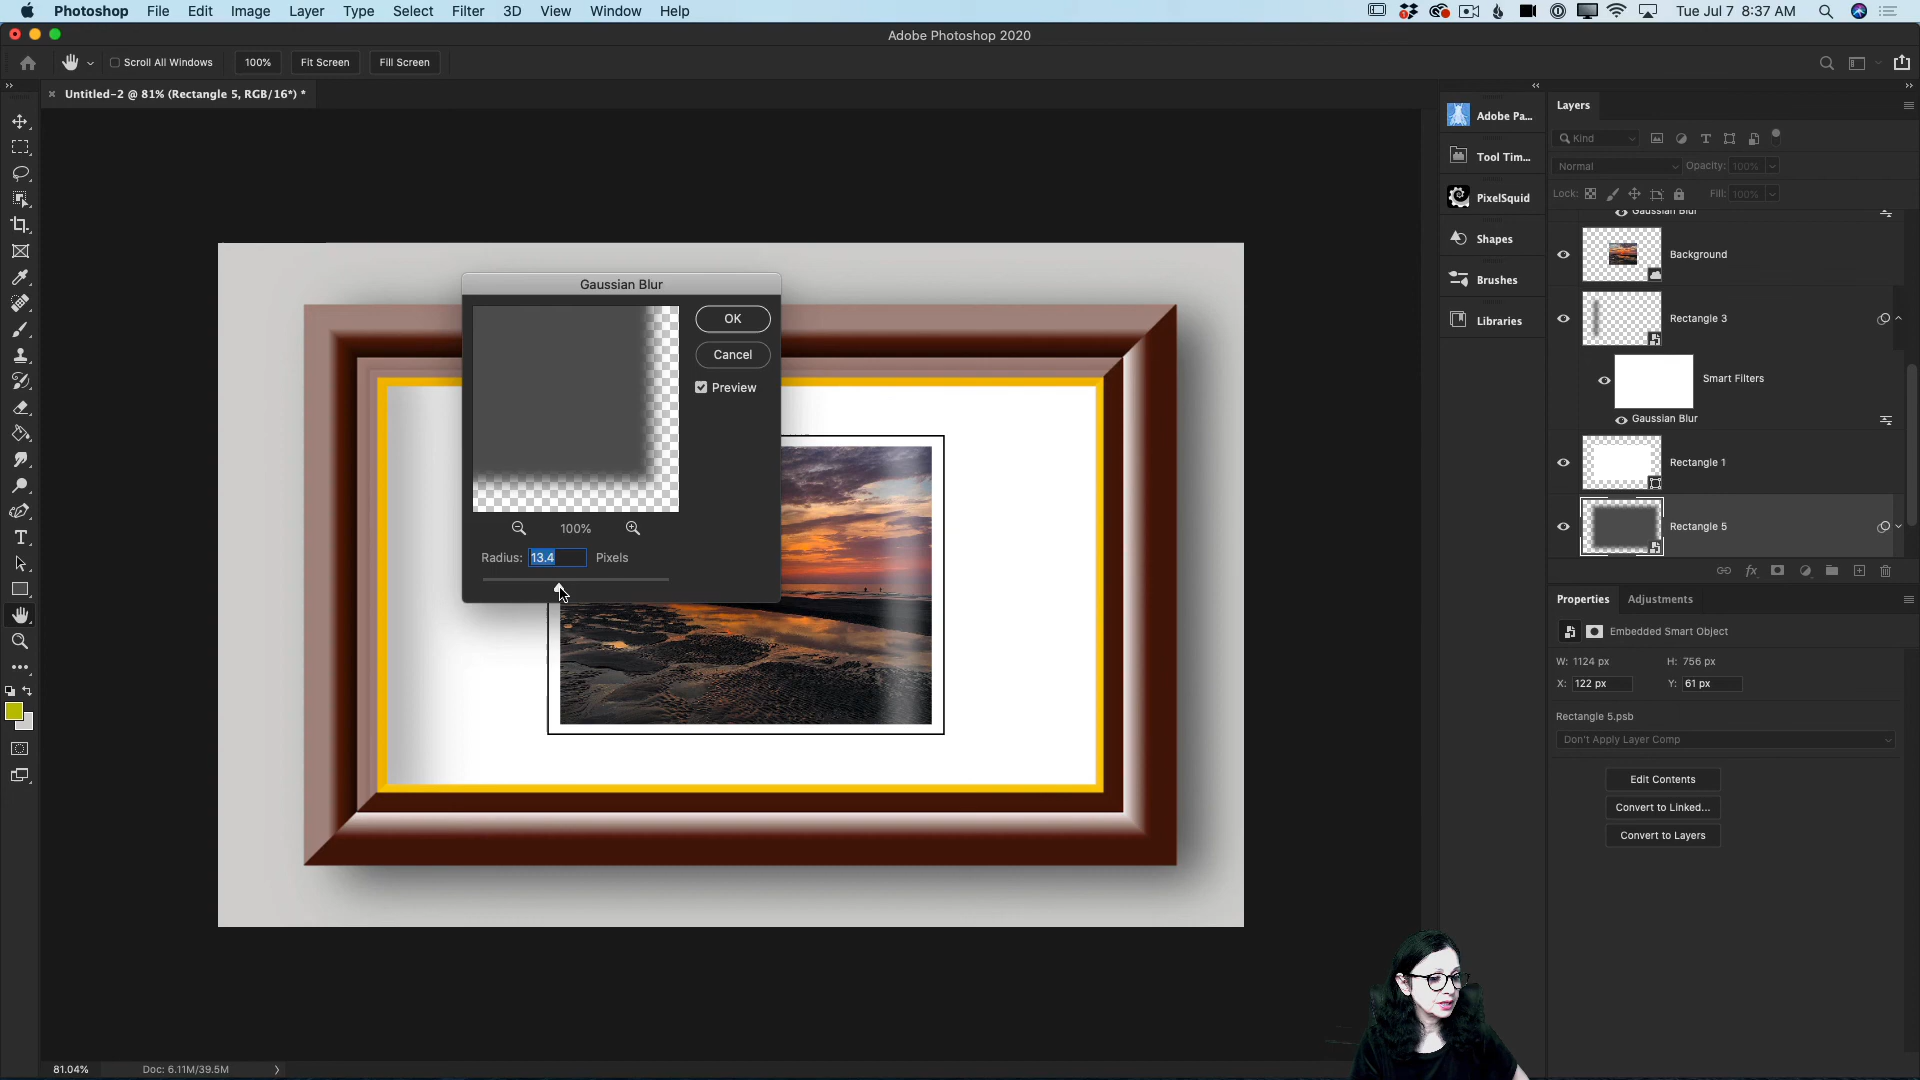 Photoshop File Edit Image Layer Type Select Filter 3D View Window Help
1
Tue Jul 7 8:37 AM
Adobe Photoshop 2020
Scroll All Windows 100% Fit Screen Fill Screen
Untitled-2 @ 81% (Rectangle 5, RGB/16*) *
Adobe Pa...
Tool Tim...
PixelSquid
Shapes
Brushes
Libraries
Layers
Kind
Normal Opacity: 100%
Lock: Fill: 100%
Gaussian Blur
Background
Rectangle 3
Smart Filters
Gaussian Blur
Rectangle 1
Rectangle 5
fx
Properties Adjustments
Embedded Smart Object
W: 1124 px H: 756 px
X: 122 px Y: 61 px
Rectangle 5.psb
Don't Apply Layer Comp
Edit Contents
Convert to Linked...
Convert to Layers
Gaussian Blur
OK
Cancel
Preview
100%
Radius: 13.4 Pixels
81.04% Doc: 6.11M/39.5M